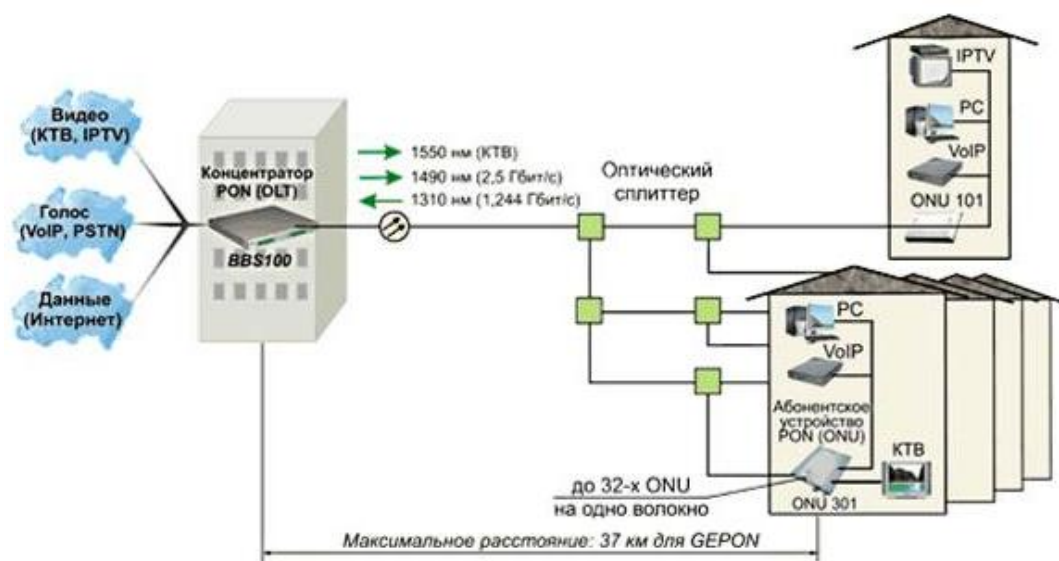 Видео
(КТВ, IPTV)
Голос
(VoIP, PSTN)
Данные
(Интернет)
Концентратор
PON (OLT)
BBS100
1550 нм (КТВ)
1490 нм (2,5 Гбит/с)
1310 нм (1,244 Гбит/с)
Оптический
сплиттер
IPTV
PC
VoIP
ONU 101
PC
VoIP
Абонентское
устройство
PON (ONU)
КТВ
ONU 301
до 32-х ONU
на одно волокно
Максимальное расстояние: 37 км для GEPON